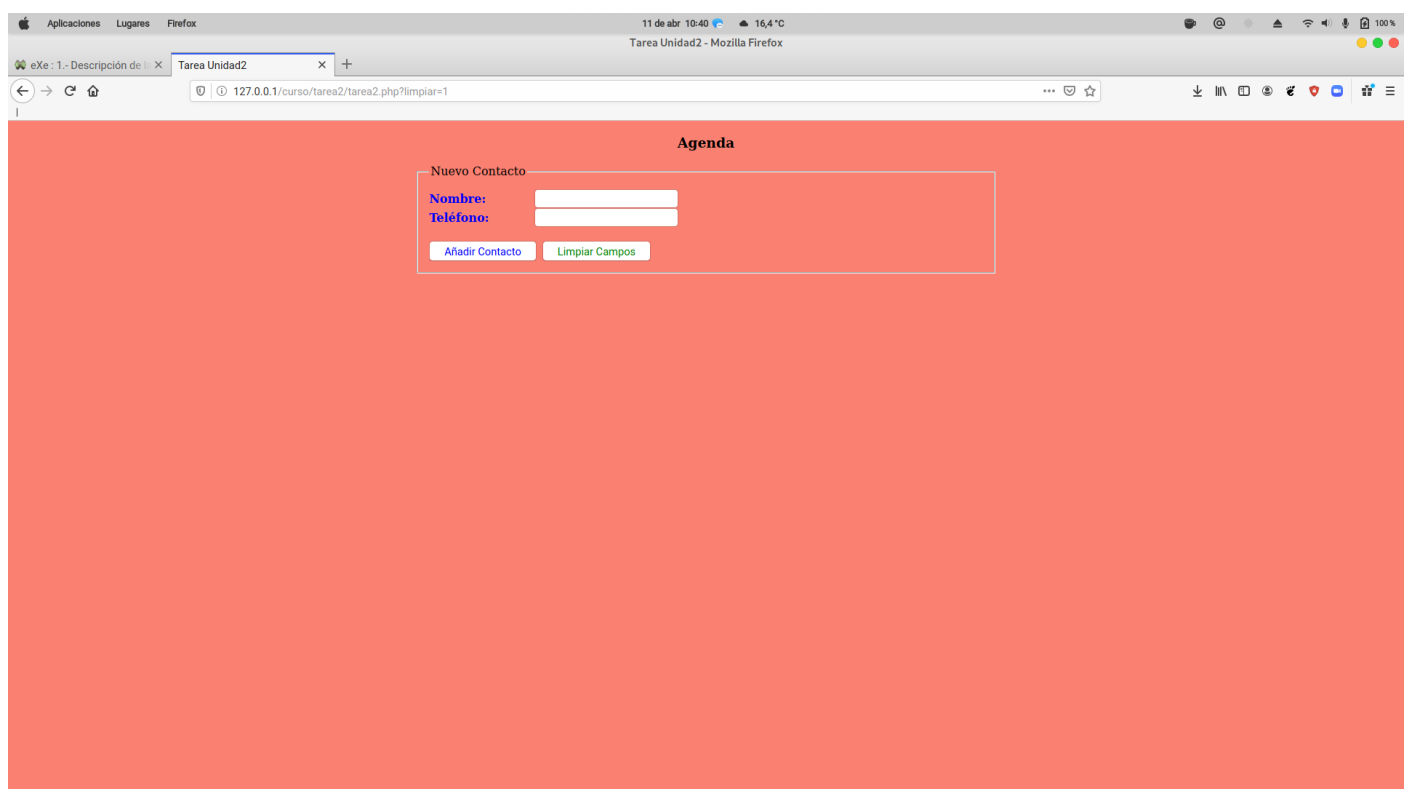 Aplicaciones Lugares Firefox 11 de abr 10:40 16,4 °C 100 %
Tarea Unidad2 - Mozilla Firefox
eXe : 1.- Descripción de la Tarea Unidad2
127.0.0.1/curso/tarea2/tarea2.php?limpiar=1
Agenda
Nuevo Contacto
Nombre:
Teléfono:
Añadir Contacto Limpiar Campos